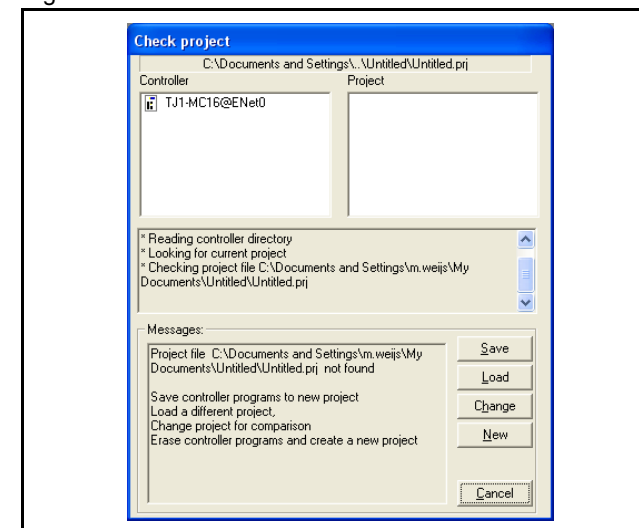 Check project
C:\Documents and Settings\..\Untitled\Untitled.prj
Controller
Project
TJ1-MC16@ENet0
* Reading controller directory
* Looking for current project
* Checking project file C:\Documents and Settings\m.weijs\My
Documents\Untitled\Untitled.prj
Messages:
Project file C:\Documents and Settings\m.weijs\My
Documents\Untitled\Untitled.prj not found
Save controller programs to new project
Load a different project,
Change project for comparison
Erase controller programs and create a new project
Save
Load
Change
New
Cancel